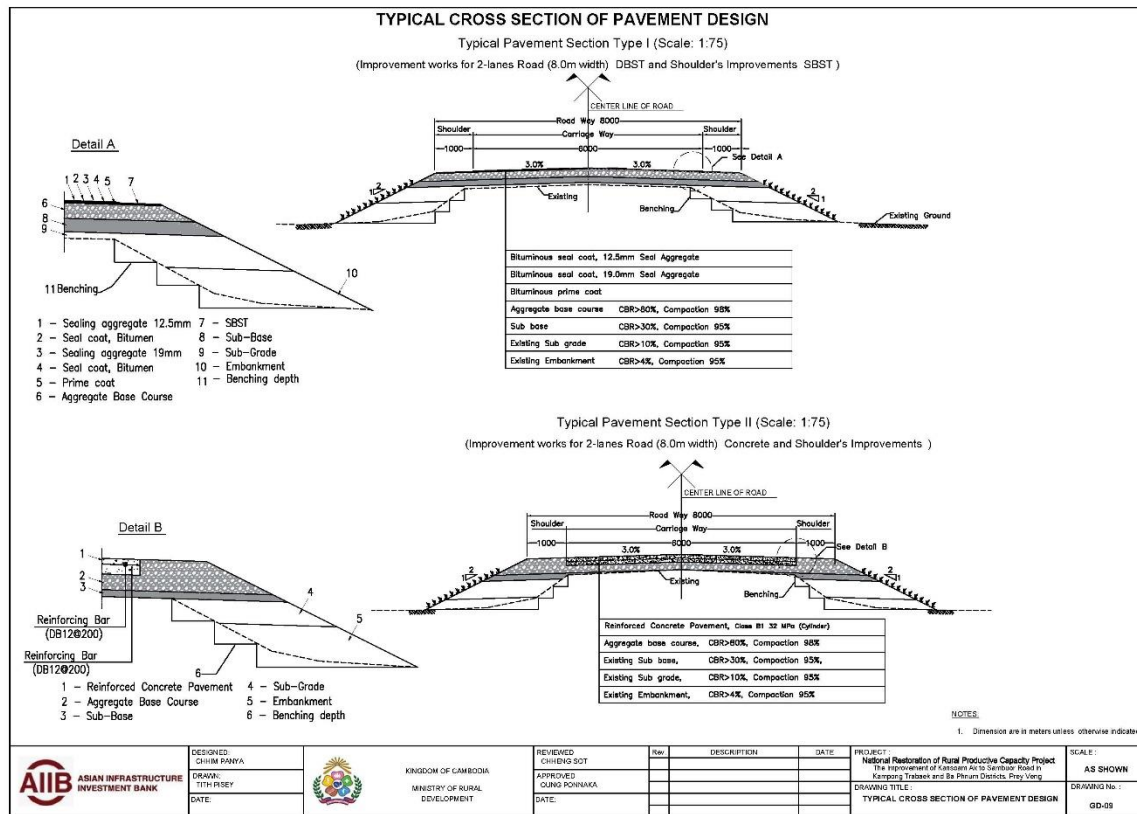 TYPICAL CROSS SECTION OF PAVEMENT DESIGN
Typical Pavement Section Type I (Scale: 1:75)
(Improvement works for 2-lanes Road (8.0m width) DBST and Shoulder's Improvements SBST )
CENTER LINE OF ROAD
Road Way 8000
Shoulder
Carriage Way
Shoulder
1000
6000
1000
3.0%
3.0%
See Detail A
2
1
Existing
Benching
2
1
Existing Ground
Detail A
1 2 3 4 5 7
6
8
9
10
11 Benching
1 - Sealing aggregate 12.5mm
2 - Seal coat, Bitumen
3 - Sealing aggregate 19mm
4 - Seal coat, Bitumen
5 - Prime coat
6 - Aggregate Base Course
7 - SBST
8 - Sub-Base
9 - Sub-Grade
10 - Embankment
11 - Benching depth
Bituminous seal coat, 12.5mm Seal Aggregate
Bituminous seal coat, 19.0mm Seal Aggregate
Bituminous prime coat
Aggregate base course CBR>80%, Compaction 98%
Sub base CBR>30%, Compaction 95%
Existing Sub grade CBR>10%, Compaction 95%
Existing Embankment CBR>4%, Compaction 95%
Typical Pavement Section Type II (Scale: 1:75)
(Improvement works for 2-lanes Road (8.0m width) Concrete and Shoulder's Improvements )
CENTER LINE OF ROAD
Road Way 8000
Shoulder
Carriage Way
Shoulder
1000
6000
1000
3.0%
3.0%
See Detail B
2
1
Existing
Benching
2
1
Detail B
1
2
3
4
5
6
Reinforcing Bar
(DB12@200)
Reinforcing Bar
(DB12@200)
1 - Reinforced Concrete Pavement
2 - Aggregate Base Course
3 - Sub-Base
4 - Sub-Grade
5 - Embankment
6 - Benching depth
Reinforced Concrete Pavement, Class B1 32 MPa (Cylinder)
Aggregate base course, CBR>80%, Compaction 98%
Existing Sub base, CBR>30%, Compaction 95%,
Existing Sub grade, CBR>10%, Compaction 95%
Existing Embankment, CBR>4%, Compaction 95%
NOTES:
1. Dimension are in meters unless otherwise indicated
AIIB ASIAN INFRASTRUCTURE
INVESTMENT BANK
DESIGNED:
CHHIM PANYA
DRAWN:
TITH PISEY
DATE:
KINGDOM OF CAMBODIA
MINISTRY OF RURAL
DEVELOPMENT
REVIEWED
CHHENG SOT
APPROVED
OUNG PONNAKA
DATE:
Rev DESCRIPTION DATE
PROJECT :
National Restoration of Rural Productive Capacity Project
The Improvement of Kansaom Ak to Sambuor Road in
Kampong Trabaek and Ba Phnum Districts, Prey Veng
DRAWING TITLE :
TYPICAL CROSS SECTION OF PAVEMENT DESIGN
SCALE :
AS SHOWN
DRAWING No. :
GD-09